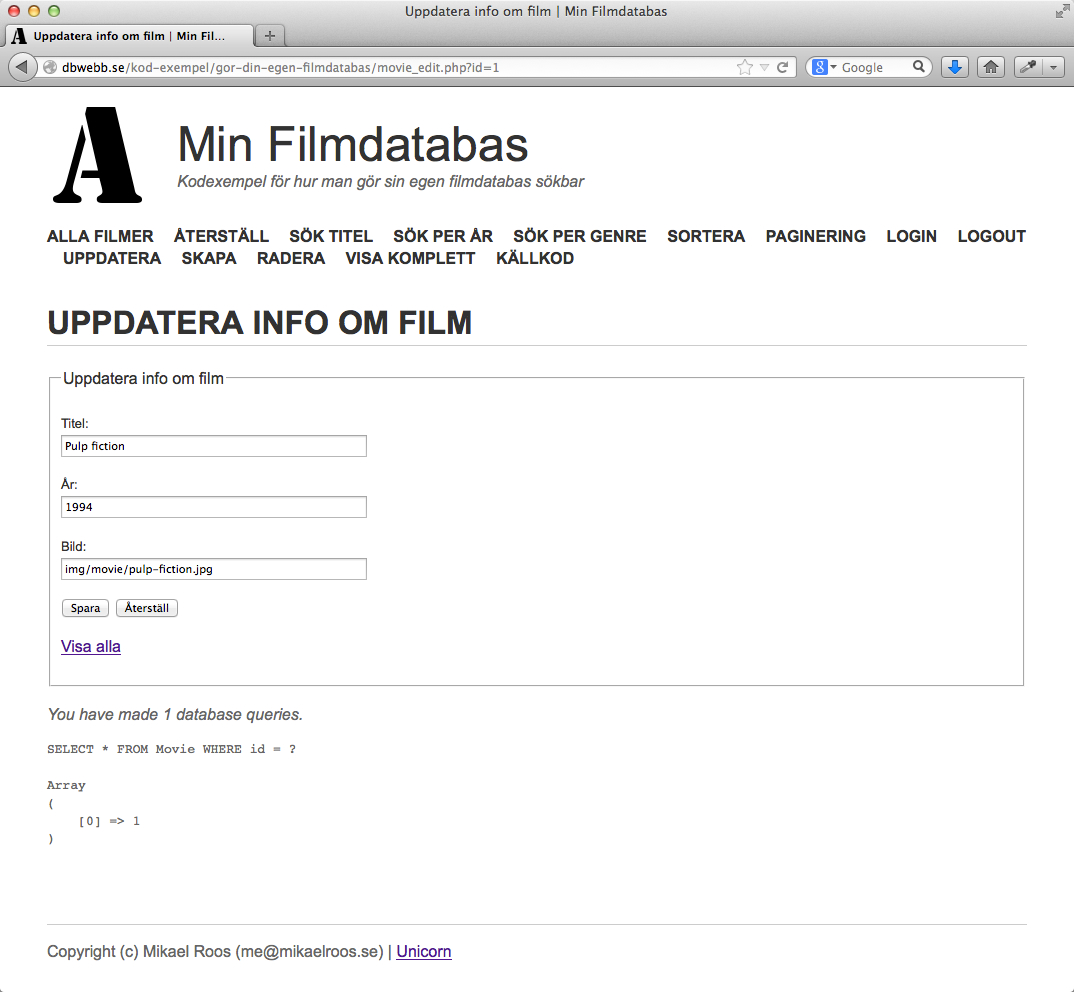 Uppdatera info om film | Min Filmdatabas
Uppdatera info om film | Min Fil...
dbwebb.se/kod-exempel/gor-din-egen-filmdatabas/movie_edit.php?id=1
Google
A
Min Filmdatabas
Kodexempel för hur man gör sin egen filmdatabas sökbar
ALLA FILMER ÅTERSTÄLL SÖK TITEL SÖK PER ÅR SÖK PER GENRE SORTERA PAGINERING LOGIN LOGOUT
UPPDATERA SKAPA RADERA VISA KOMPLETT KÄLLKOD
UPPDATERA INFO OM FILM
Uppdatera info om film
Titel:
Pulp fiction
År:
1994
Bild:
img/movie/pulp-fiction.jpg
Spara Återställ
Visa alla
You have made 1 database queries.
SELECT * FROM Movie WHERE id = ?
Array
(
[0] => 1
)
Copyright (c) Mikael Roos (me@mikaelroos.se) | Unicorn